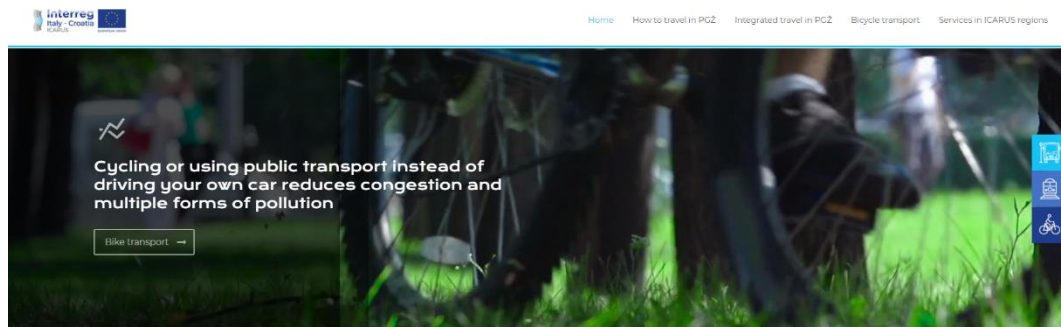 Interreg
Italy - Croatia
ICARUS
EUROPEAN UNION
Home
How to travel in PGŽ
Integrated travel in PGŽ
Bicycle transport
Services in ICARUS regions
Cycling or using public transport instead of
driving your own car reduces congestion and
multiple forms of pollution
Bike transport →